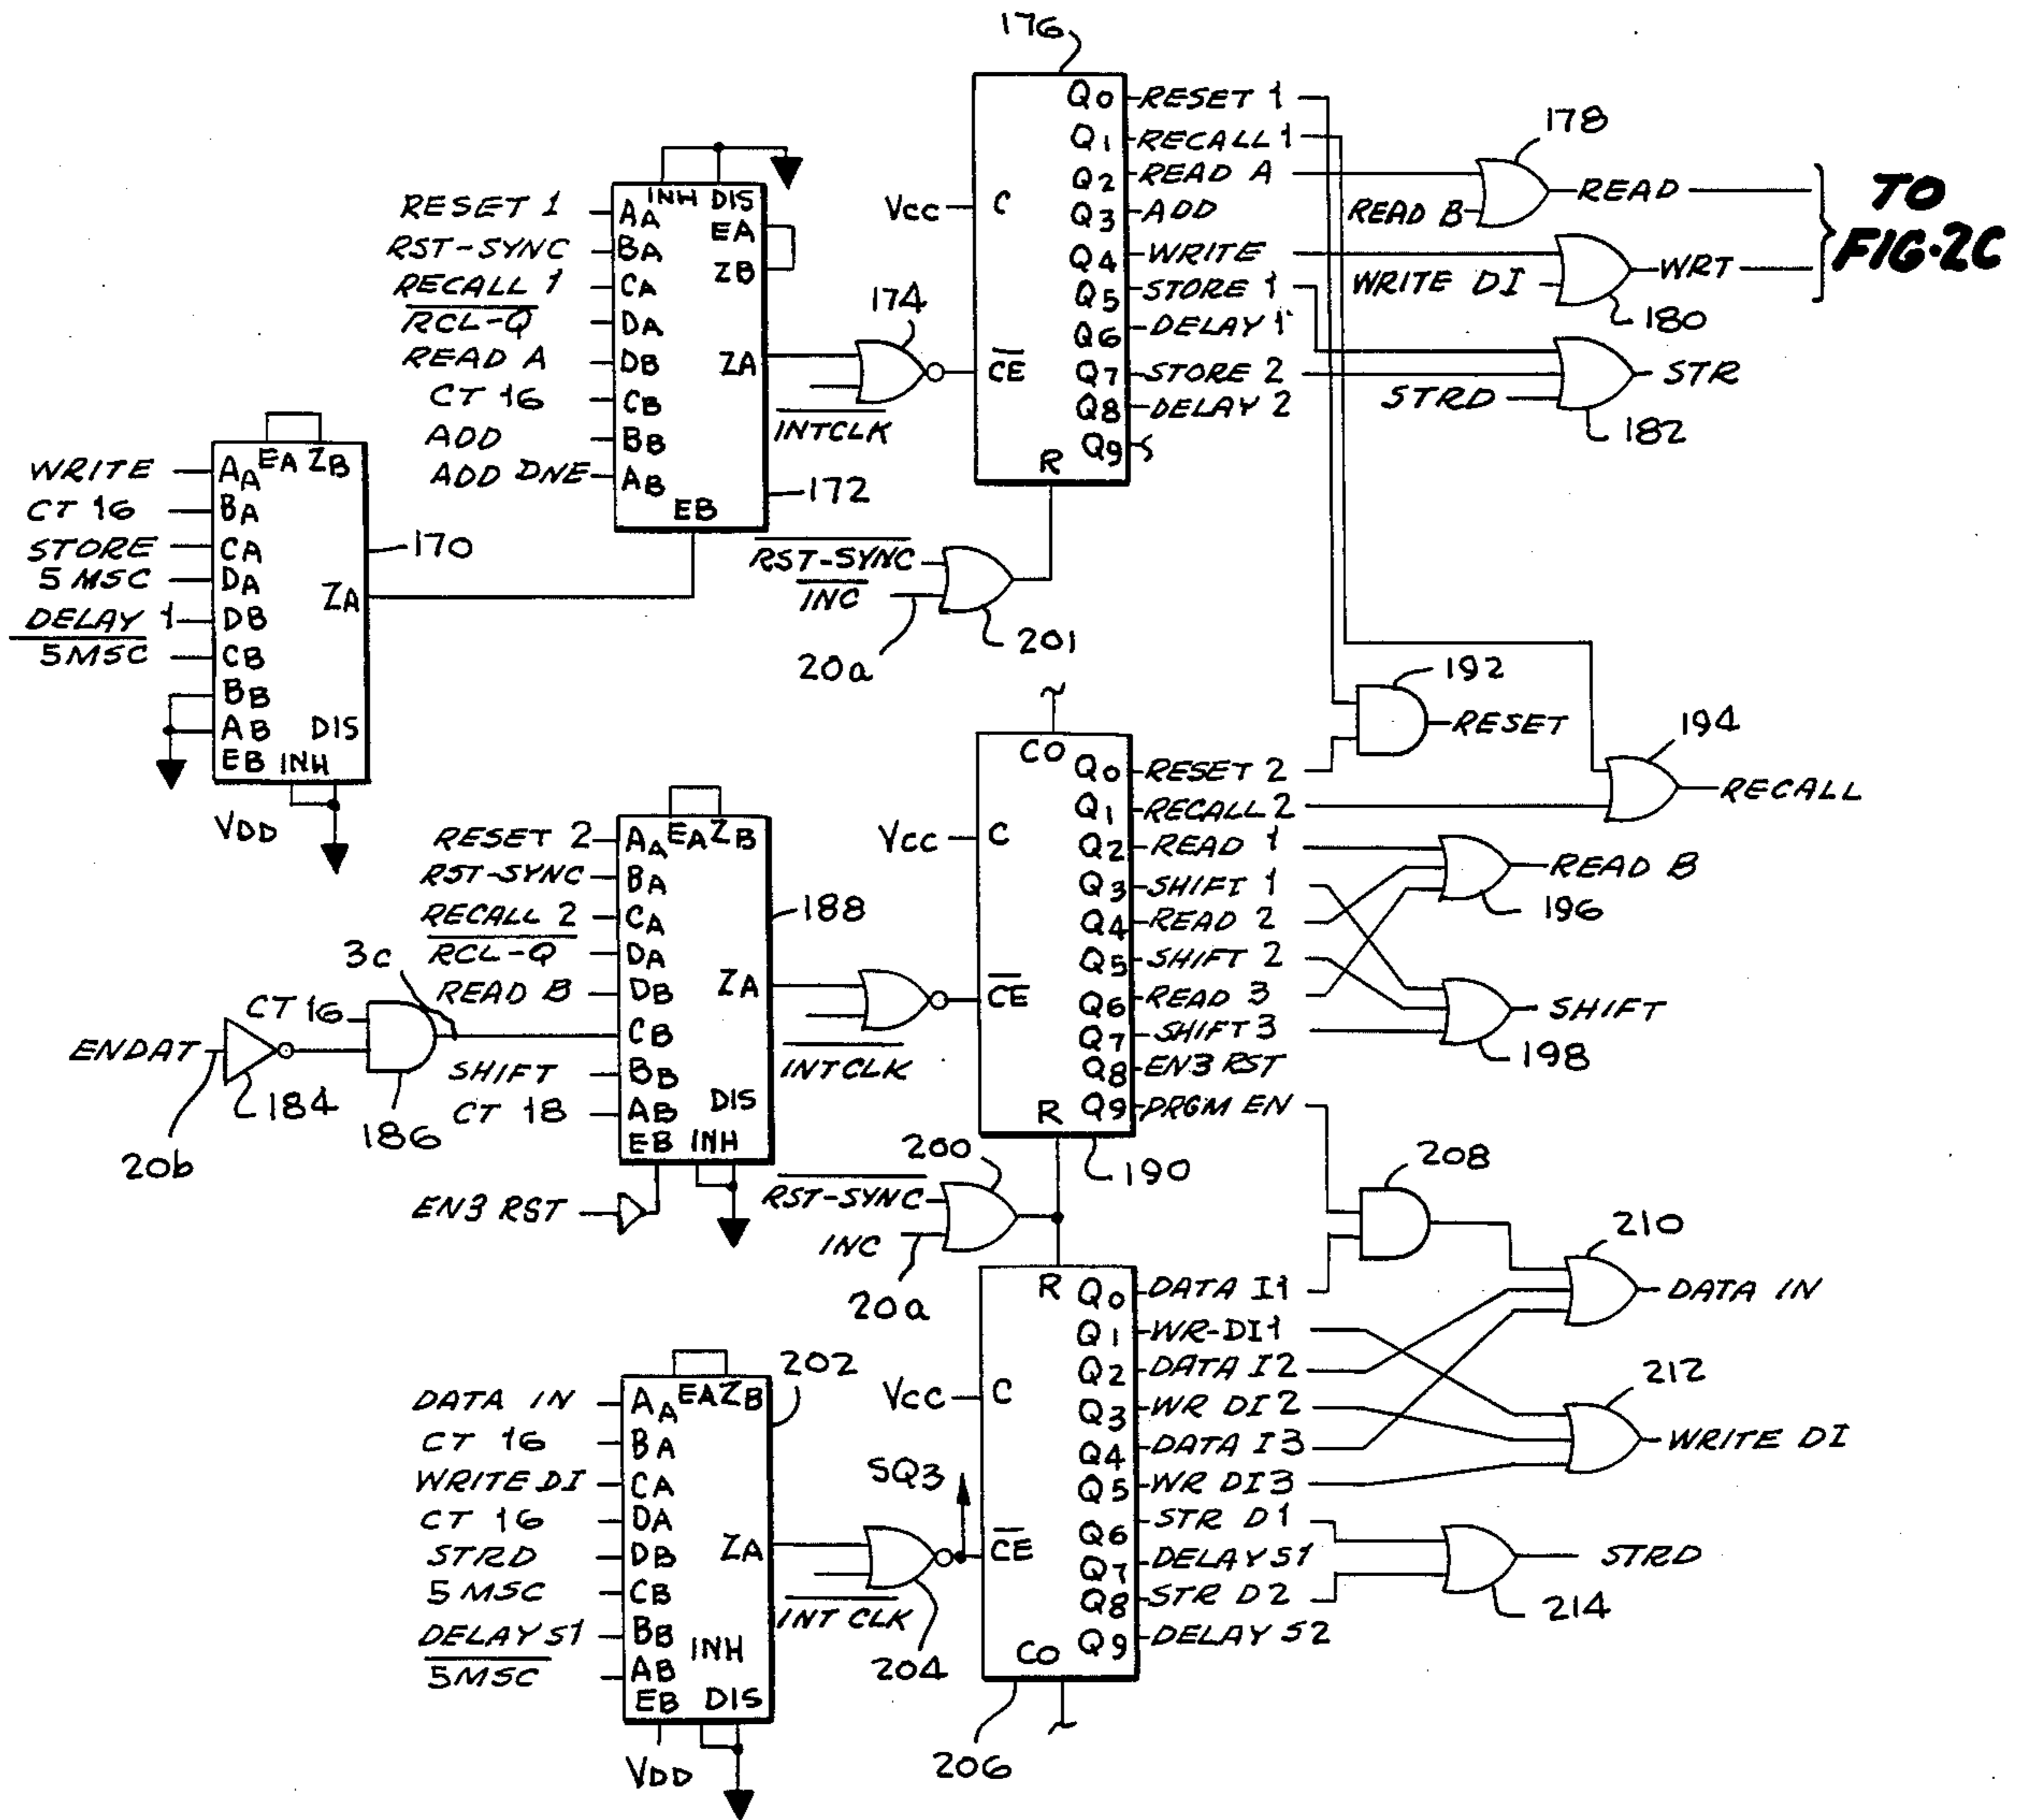 176
Q0 RESET 1
Q1 RECALL 1
Q2 READ A
Q3 ADD
Q4 WRITE
Q5 STORE 1
Q6 DELAY 1
Q7 STORE 2
Q8 DELAY 2
Q9
Vcc C
CE
R
178
READ B
READ
TO
FIG-2C
WRITE DI
WRT
180
STRD
STR
182
INH DIS
RESET 1 AA
RST-SYNC BA
RECALL 1 CA
RCL-Q DA
READ A DB
CT 16 CB
ADD BB
ADD DNE AB
EA
ZB
ZA
EB
172
174
INTCLK
EA ZB
WRITE AA
CT 16 BA
STORE CA
5 MSC DA
DELAY 1 DB
5MSC CB
BB
AB
DIS
EB INH
ZA
170
VDD
RST-SYNC
INC
20a
201
192
RESET
194
RECALL
CO
Q0 RESET 2
Q1 RECALL 2
Q2 READ 1
Q3 SHIFT 1
Q4 READ 2
Q5 SHIFT 2
Q6 READ 3
Q7 SHIFT 3
Q8 EN3 RST
Q9 PRGM EN
Vcc C
CE
R
190
READ B
196
SHIFT
198
EA ZB
RESET 2 AA
RST-SYNC BA
RECALL 2 CA
RCL-Q DA
READ B DB
CB
SHIFT BB
CT 18 AB
DIS
EB INH
ZA
188
INTCLK
3c
CT 16
ENDAT
184
186
20b
EN3 RST
200
RST-SYNC
INC
20a
208
210
DATA IN
212
WRITE DI
R
Q0 DATA I1
Q1 WR-DI1
Q2 DATA I2
Q3 WR DI2
Q4 DATA I3
Q5 WR DI3
Q6 STR D1
Q7 DELAY S1
Q8 STR D2
Q9 DELAY S2
Vcc C
CE
CO
206
STRD
214
EA ZB
202
DATA IN AA
CT 16 BA
WRITE DI CA
CT 16 DA
STRD DB
5 MSC CB
DELAY S1 BB
5MSC AB
INH
EB DIS
ZA
VDD
SQ3
INT CLK
204